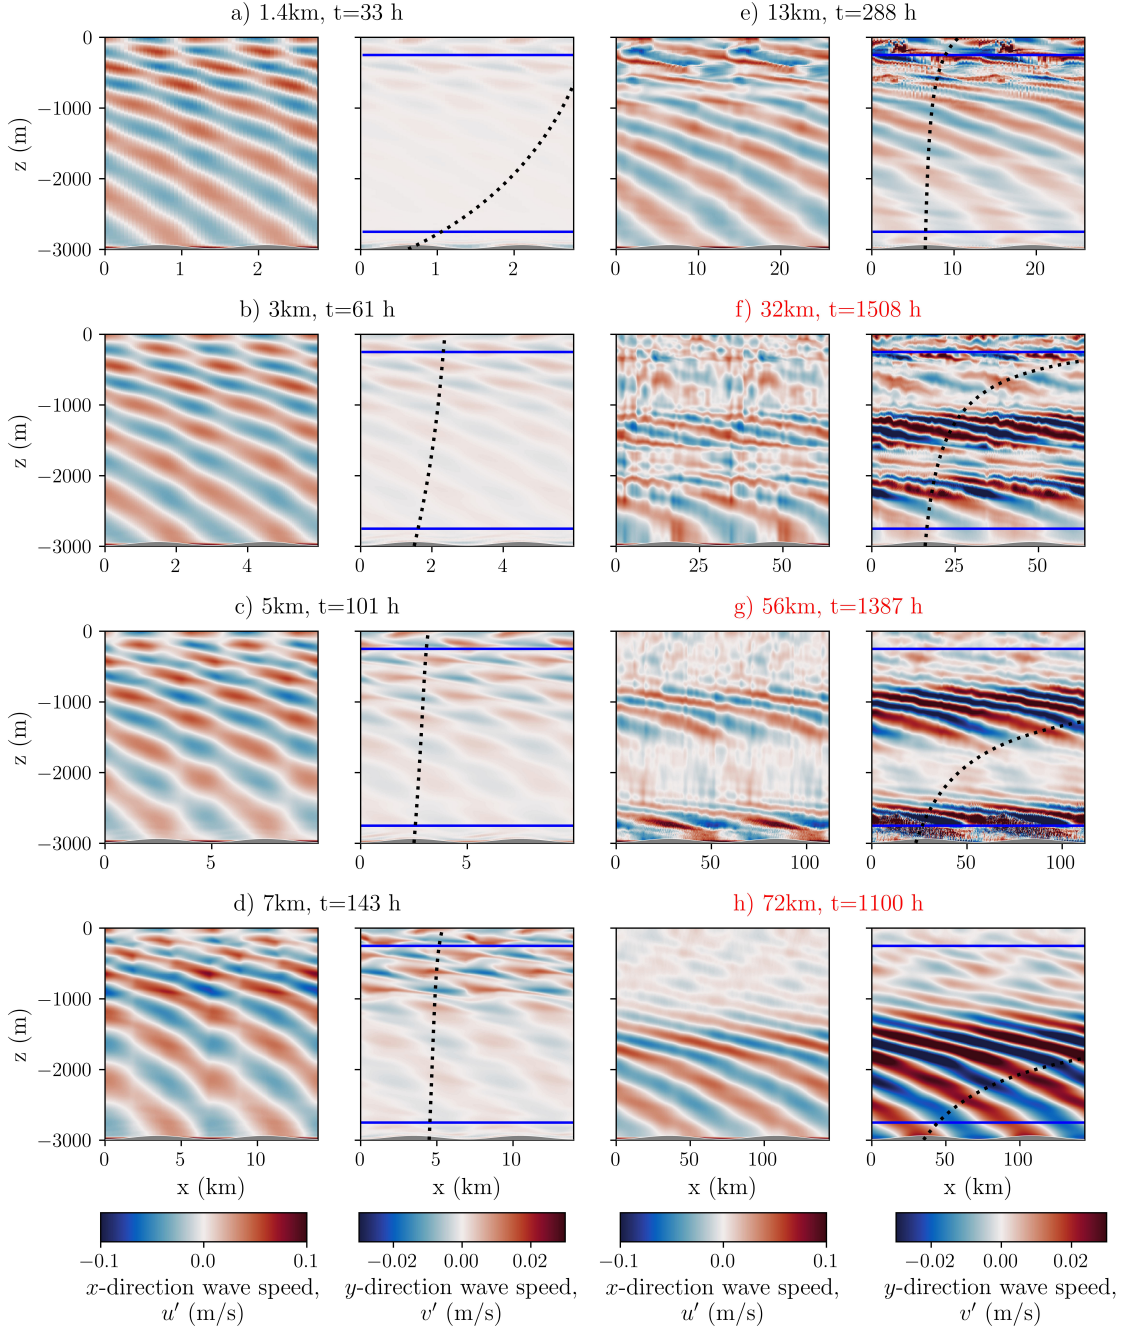 a) 1.4km, t=33 h
e) 13km, t=288 h
z (m)
0
−1000
−2000
−3000
0 1 2
0 1 2
0 10 20
0 10 20
b) 3km, t=61 h
f) 32km, t=1508 h
z (m)
0
−1000
−2000
−3000
0 2 4
0 2 4
0 25 50
0 25 50
c) 5km, t=101 h
g) 56km, t=1387 h
z (m)
0
−1000
−2000
−3000
0 5
0 5
0 50 100
0 50 100
d) 7km, t=143 h
h) 72km, t=1100 h
z (m)
0
−1000
−2000
−3000
0 5 10
0 5 10
0 50 100
0 50 100
x (km)
x (km)
x (km)
x (km)
−0.1 0.0 0.1
x-direction wave speed,
u′ (m/s)
−0.02 0.00 0.02
y-direction wave speed,
v′ (m/s)
−0.1 0.0 0.1
x-direction wave speed,
u′ (m/s)
−0.02 0.00 0.02
y-direction wave speed,
v′ (m/s)